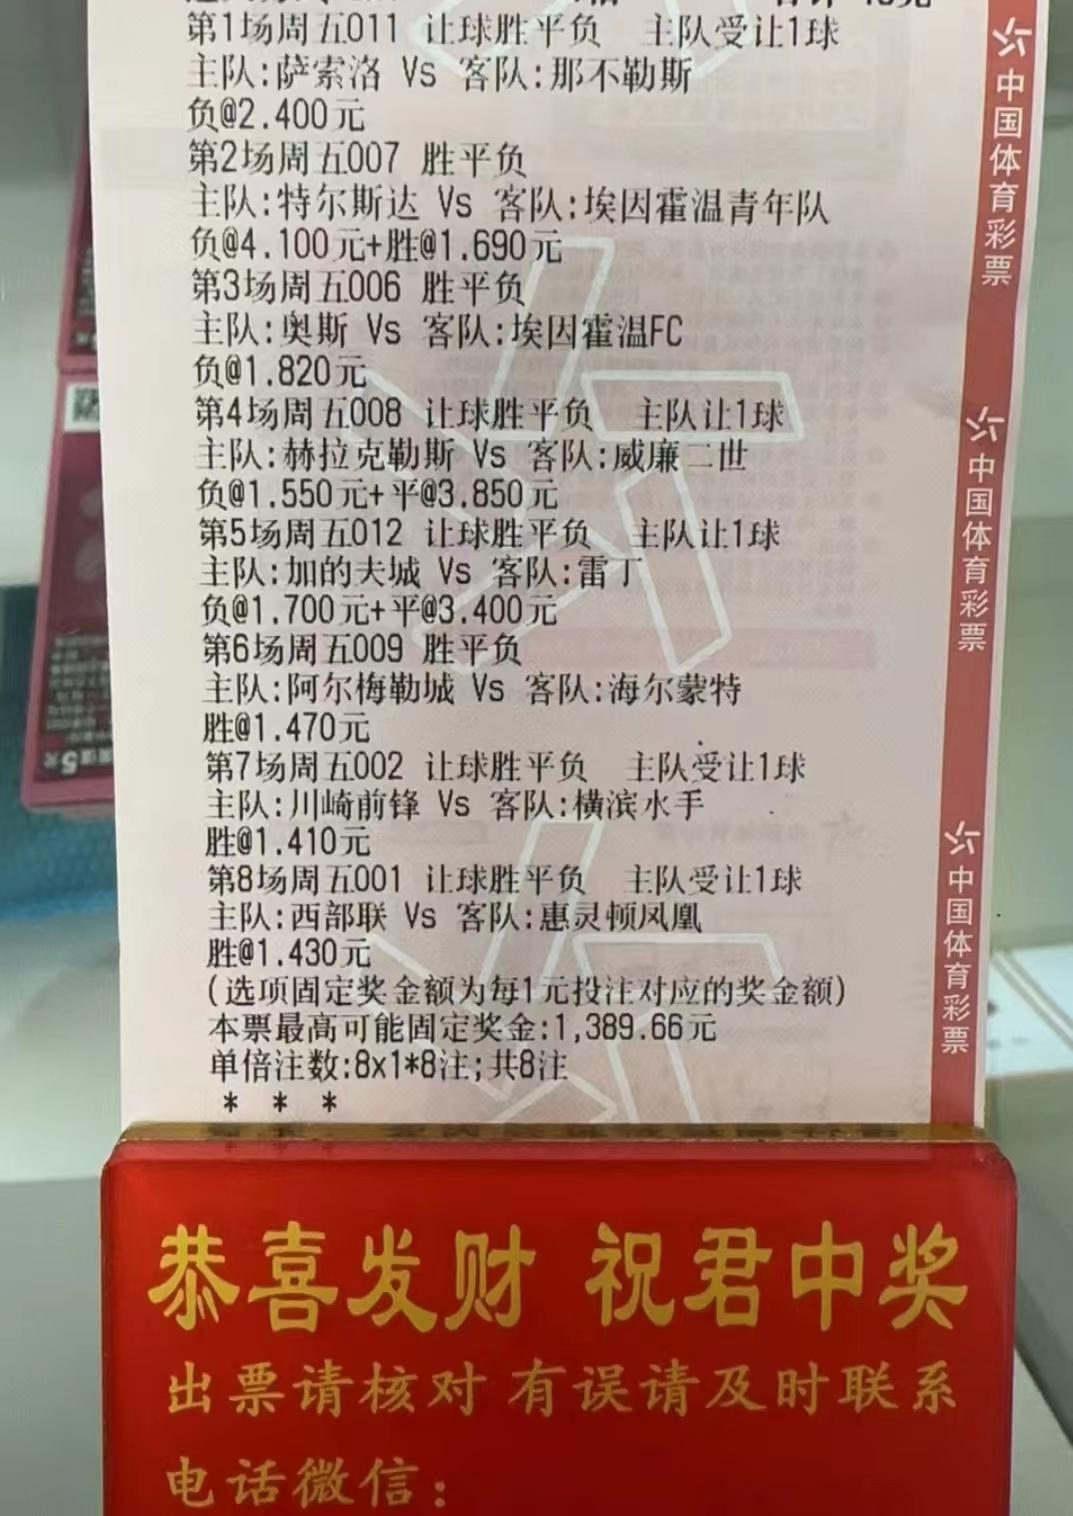 第1场周五011 让球胜平负 主队受让1球
主队:萨索洛 Vs 客队:那不勒斯
负@2.400元
第2场周五007 胜平负
主队:特尔斯达 Vs 客队:埃因霍温青年队
负@4.100元+胜@1.690元
第3场周五006 胜平负
主队:奥斯 Vs 客队:埃因霍温FC
负@1.820元
第4场周五008 让球胜平负 主队让1球
主队:赫拉克勒斯 Vs 客队:威廉二世
负@1.550元+平@3.850元
第5场周五012 让球胜平负 主队让1球
主队:加的夫城 Vs 客队:雷丁
负@1.700元+平@3.400元
第6场周五009 胜平负
主队:阿尔梅勒城 Vs 客队:海尔蒙特
胜@1.470元
第7场周五002 让球胜平负 主队受让1球
主队:川崎前锋 Vs 客队:横滨水手
胜@1.410元
第8场周五001 让球胜平负 主队受让1球
主队:西部联 Vs 客队:惠灵顿凤凰
胜@1.430元
(选项固定奖金额为每1元投注对应的奖金额)
本票最高可能固定奖金:1,389.66元
单倍注数:8x1*8注;共8注
* * *
中国体育彩票
中国体育彩票
中国体育彩票
恭喜发财 祝君中奖
出票请核对 有误请及时联系
电话微信: